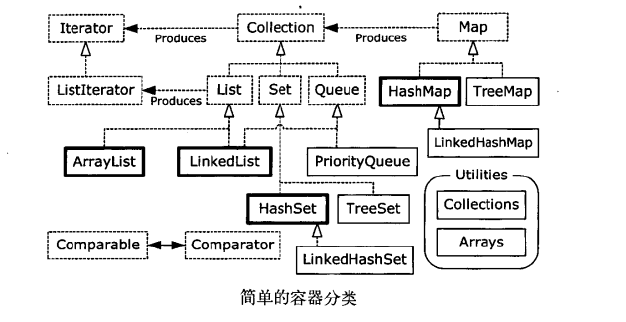 Iterator
Produces
Collection
Produces
Map
ListIterator
Produces
List
Set
Queue
HashMap
TreeMap
ArrayList
LinkedList
PriorityQueue
LinkedHashMap
Utilities
HashSet
TreeSet
Collections
Comparable
Comparator
Arrays
LinkedHashSet
简单的容器分类